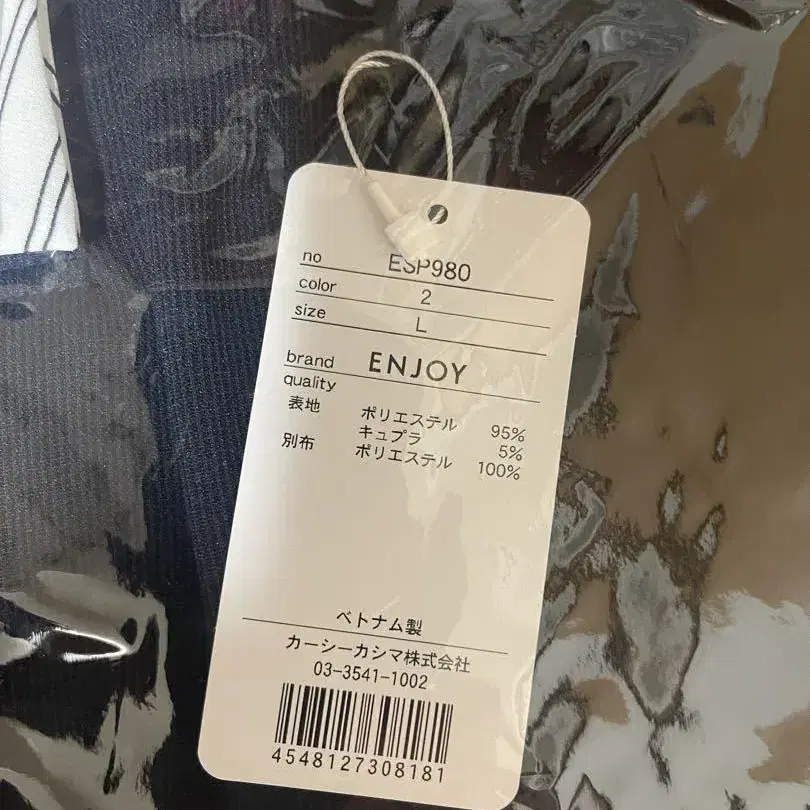 no ESP980
color 2
size L
brand ENJOY
quality
表地 ポリエステル 95%
キュプラ 5%
別布 ポリエステル 100%
ベトナム製
カーシーカシマ株式会社
03-3541-1002
4548127308181